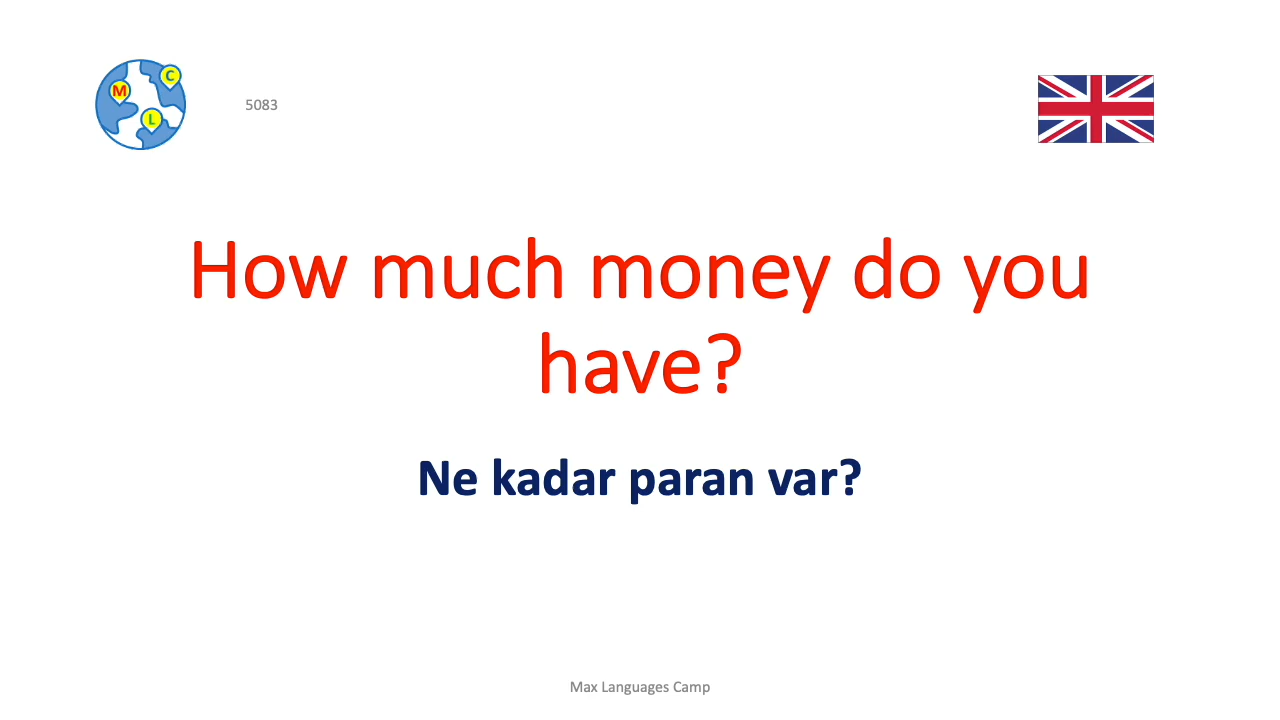 M
C
L
5083
How much money do you
have?
Ne kadar paran var?
Max Languages Camp